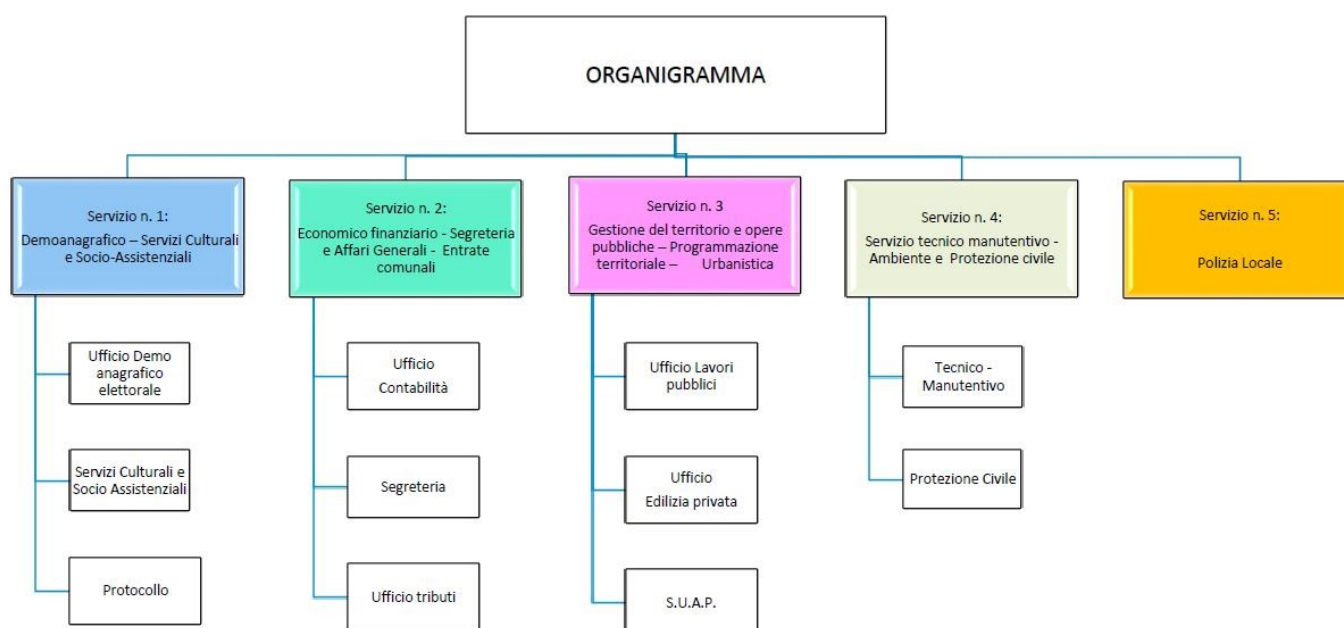 ORGANIGRAMMA
Servizio n. 1:
Demoanagrafico – Servizi Culturali
e Socio-Assistenziali
Servizio n. 2:
Economico finanziario - Segreteria
e Affari Generali - Entrate
comunali
Servizio n. 3
Gestione del territorio e opere
pubbliche – Programmazione
territoriale – Urbanistica
Servizio n. 4:
Servizio tecnico manutentivo -
Ambiente e Protezione civile
Servizio n. 5:
Polizia Locale
Ufficio Demo
anagrafico
elettorale
Servizi Culturali e
Socio Assistenziali
Protocollo
Ufficio
Contabilità
Segreteria
Ufficio tributi
Ufficio Lavori
pubblici
Ufficio
Edilizia privata
S.U.A.P.
Tecnico -
Manutentivo
Protezione Civile